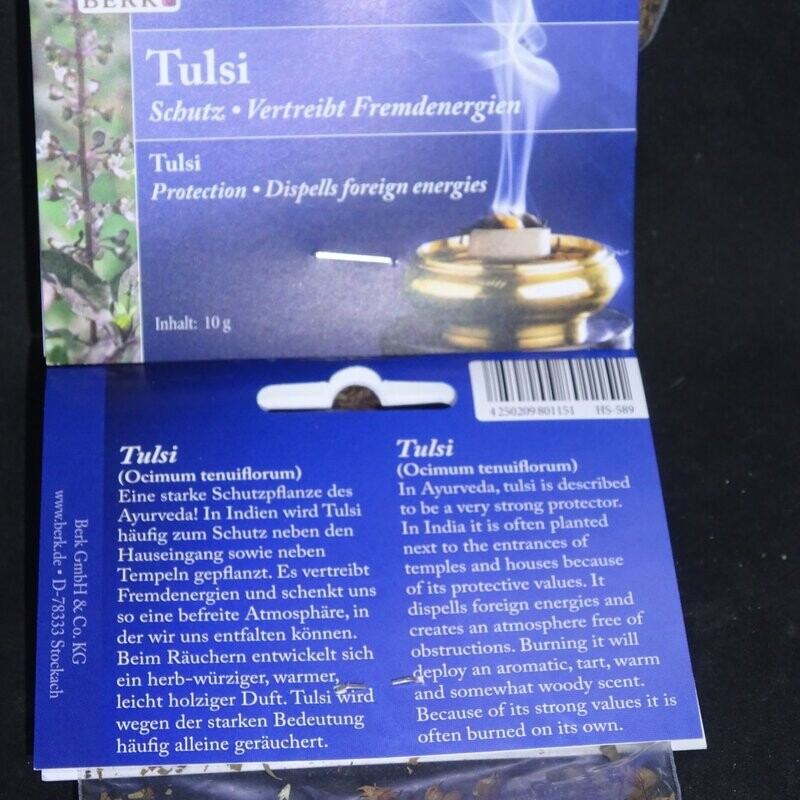 BERK
Tulsi
Schutz • Vertreibt Fremdenergien
Tulsi
Protection • Dispells foreign energies
Inhalt: 10 g
4 250209 801151 HS-589
Tulsi
(Ocimum tenuiflorum)
Eine starke Schutzpflanze des
Ayurveda! In Indien wird Tulsi
häufig zum Schutz neben den
Hauseingang sowie neben
Tempeln gepflanzt. Es vertreibt
Fremdenergien und schenkt uns
so eine befreite Atmosphäre, in
der wir uns entfalten können.
Beim Räuchern entwickelt sich
ein herb-würziger, warmer,
leicht holziger Duft. Tulsi wird
wegen der starken Bedeutung
häufig alleine geräuchert.
Tulsi
(Ocimum tenuiflorum)
In Ayurveda, tulsi is described
to be a very strong protector.
In India it is often planted
next to the entrances of
temples and houses because
of its protective values. It
dispells foreign energies and
creates an atmosphere free of
obstructions. Burning it will
deploy an aromatic, tart, warm
and somewhat woody scent.
Because of its strong values it is
often burned on its own.
Berk GmbH & Co. KG
www.berk.de • D-78333 Stockach